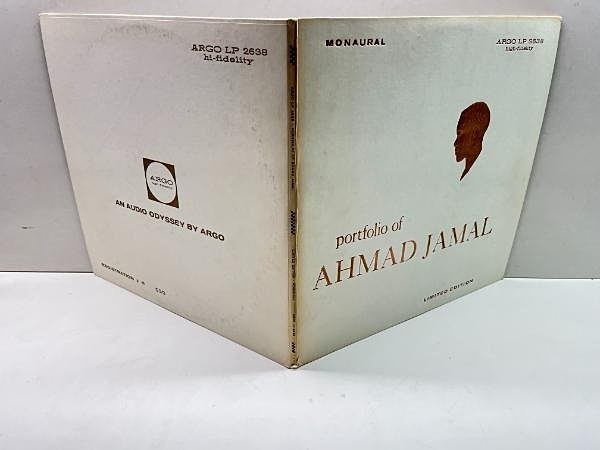 ARGO LP 2638
hi-fidelity
ARGO
AN AUDIO ODYSSEY BY ARGO
MONAURAL
ARGO LP 2638
high-fidelity
portfolio of
AHMAD JAMAL
LIMITED EDITION